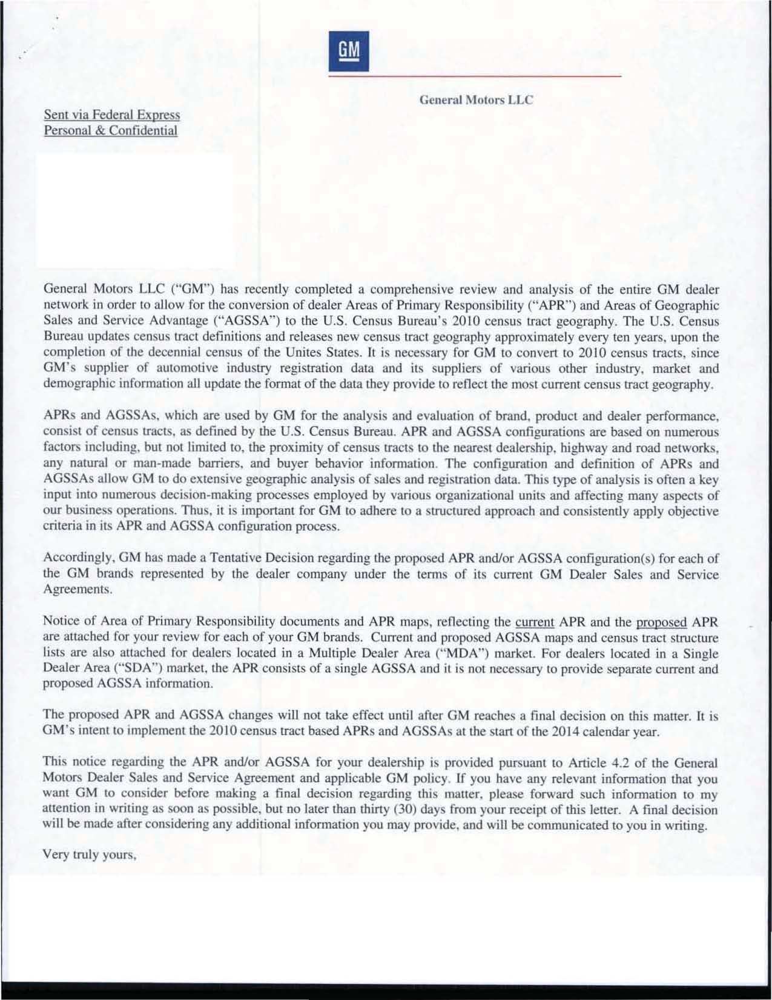 GM
General Motors LLC
Sent via Federal Express
Personal & Confidential
General Motors LLC (“GM”) has recently completed a comprehensive review and analysis of the entire GM dealer
network in order to allow for the conversion of dealer Areas of Primary Responsibility (“APR”) and Areas of Geographic
Sales and Service Advantage (“AGSSA”) to the U.S. Census Bureau's 2010 census tract geography. The U.S. Census
Bureau updates census tract definitions and releases new census tract geography approximately every ten years, upon the
completion of the decennial census of the Unites States. It is necessary for GM to convert to 2010 census tracts, since
GM's supplier of automotive industry registration data and its suppliers of various other industry, market and
demographic information all update the format of the data they provide to reflect the most current census tract geography.
APRs and AGSSAs, which are used by GM for the analysis and evaluation of brand, product and dealer performance,
consist of census tracts, as defined by the U.S. Census Bureau. APR and AGSSA configurations are based on numerous
factors including, but not limited to, the proximity of census tracts to the nearest dealership, highway and road networks,
any natural or man-made barriers, and buyer behavior information. The configuration and definition of APRs and
AGSSAs allow GM to do extensive geographic analysis of sales and registration data. This type of analysis is often a key
input into numerous decision-making processes employed by various organizational units and affecting many aspects of
our business operations. Thus, it is important for GM to adhere to a structured approach and consistently apply objective
criteria in its APR and AGSSA configuration process.
Accordingly, GM has made a Tentative Decision regarding the proposed APR and/or AGSSA configuration(s) for each of
the GM brands represented by the dealer company under the terms of its current GM Dealer Sales and Service
Agreements.
Notice of Area of Primary Responsibility documents and APR maps, reflecting the current APR and the proposed APR
are attached for your review for each of your GM brands. Current and proposed AGSSA maps and census tract structure
lists are also attached for dealers located in a Multiple Dealer Area (“MDA”) market. For dealers located in a Single
Dealer Area (“SDA”) market, the APR consists of a single AGSSA and it is not necessary to provide separate current and
proposed AGSSA information.
The proposed APR and AGSSA changes will not take effect until after GM reaches a final decision on this matter. It is
GM's intent to implement the 2010 census tract based APRs and AGSSAs at the start of the 2014 calendar year.
This notice regarding the APR and/or AGSSA for your dealership is provided pursuant to Article 4.2 of the General
Motors Dealer Sales and Service Agreement and applicable GM policy. If you have any relevant information that you
want GM to consider before making a final decision regarding this matter, please forward such information to my
attention in writing as soon as possible, but no later than thirty (30) days from your receipt of this letter. A final decision
will be made after considering any additional information you may provide, and will be communicated to you in writing.
Very truly yours,